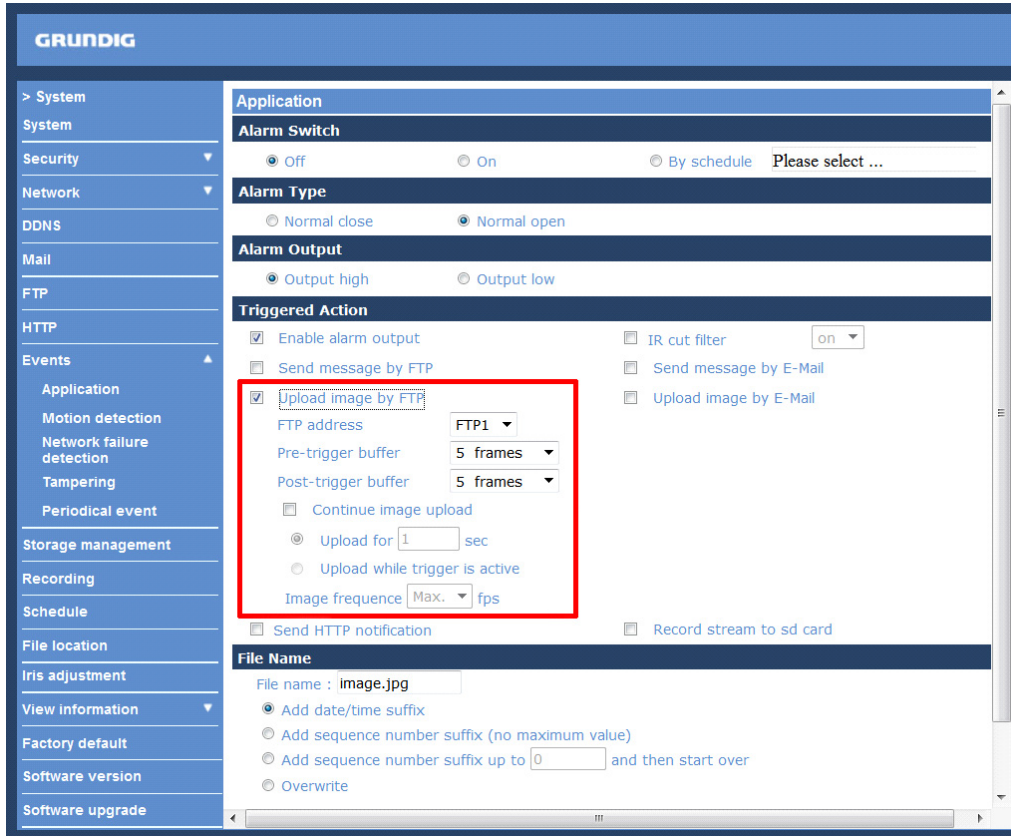 GRUNDIG
> System
System
Security
Network
DDNS
Mail
FTP
HTTP
Events
Application
Motion detection
Network failure
detection
Tampering
Periodical event
Storage management
Recording
Schedule
File location
Iris adjustment
View information
Factory default
Software version
Software upgrade
Application
Alarm Switch
Off On By schedule Please select ...
Alarm Type
Normal close Normal open
Alarm Output
Output high Output low
Triggered Action
Enable alarm output IR cut filter on
Send message by FTP Send message by E-Mail
Upload image by FTP Upload image by E-Mail
FTP address FTP1
Pre-trigger buffer 5 frames
Post-trigger buffer 5 frames
Continue image upload
Upload for 1 sec
Upload while trigger is active
Image frequence Max. fps
Send HTTP notification Record stream to sd card
File Name
File name : image.jpg
Add date/time suffix
Add sequence number suffix (no maximum value)
Add sequence number suffix up to 0 and then start over
Overwrite